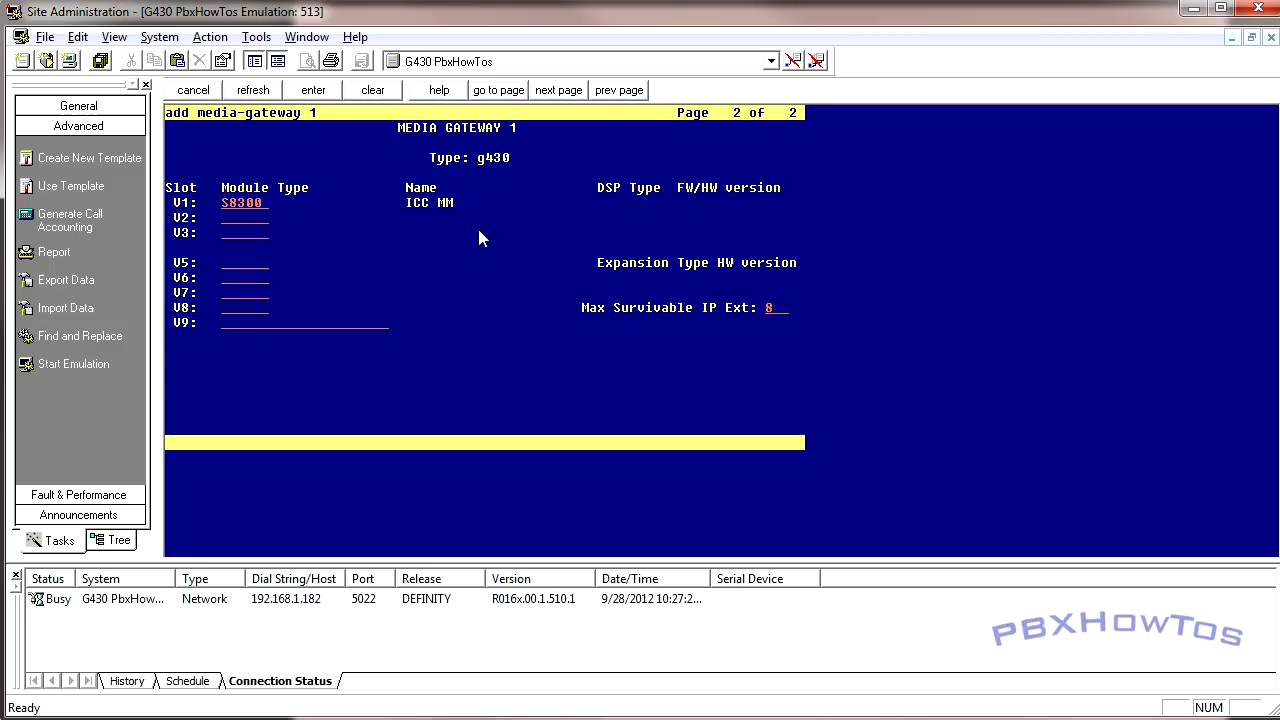 Site Administration - [G430 PbxHowTos Emulation: 513]
File Edit View System Action Tools Window Help
G430 PbxHowTos
cancel refresh enter clear help go to page next page prev page
General
Advanced
Create New Template
Use Template
Generate Call
Accounting
Report
Export Data
Import Data
Find and Replace
Start Emulation
Fault & Performance
Announcements
Tasks Tree
add media-gateway 1 Page 2 of 2
MEDIA GATEWAY 1
Type: g430
Slot Module Type Name DSP Type FW/HW version
V1: S8300 ICC MM
V2:
V3:
V5: Expansion Type HW version
V6:
V7:
V8: Max Survivable IP Ext: 8
V9:
Status System Type Dial String/Host Port Release Version Date/Time Serial Device
Busy G430 PbxHow... Network 192.168.1.182 5022 DEFINITY R016x.00.1.510.1 9/28/2012 10:27:2...
PBXHowTos
History Schedule Connection Status
Ready NUM